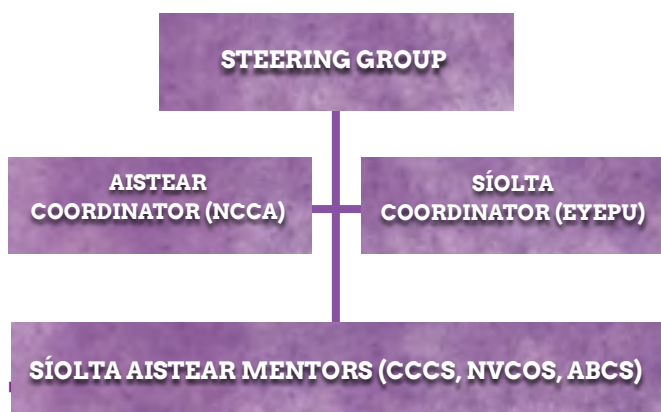 STEERING GROUP
AISTEAR
COORDINATOR (NCCA)
SÍOLTA
COORDINATOR (EYEPU)
SÍOLTA AISTEAR MENTORS (CCCS, NVCOS, ABCS)